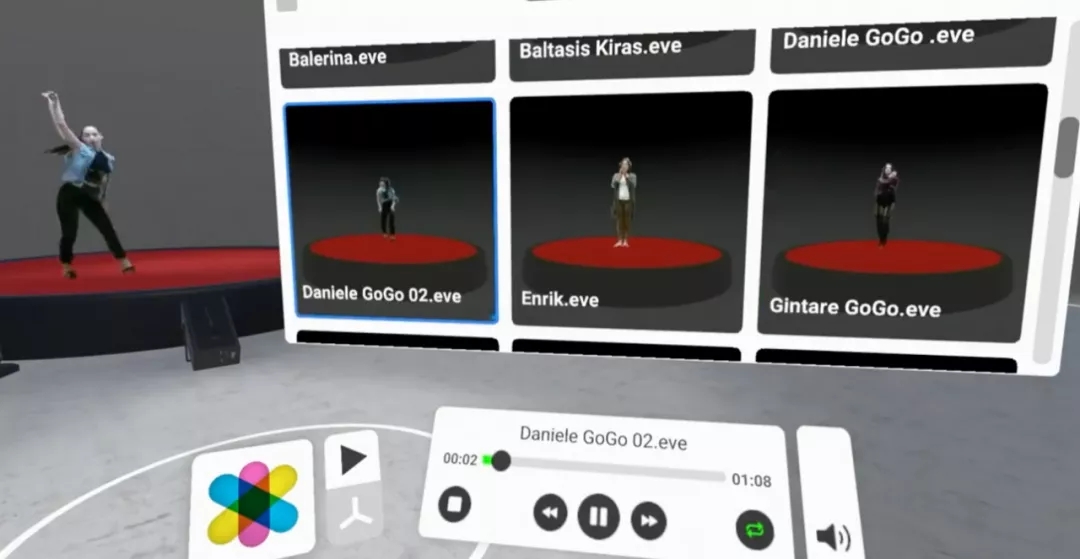 Balerina.eve
Baltasis Kiras.eve
Daniele GoGo .eve
Daniele GoGo 02.eve
Enrik.eve
Gintare GoGo.eve
Daniele GoGo 02.eve
00:02
01:08